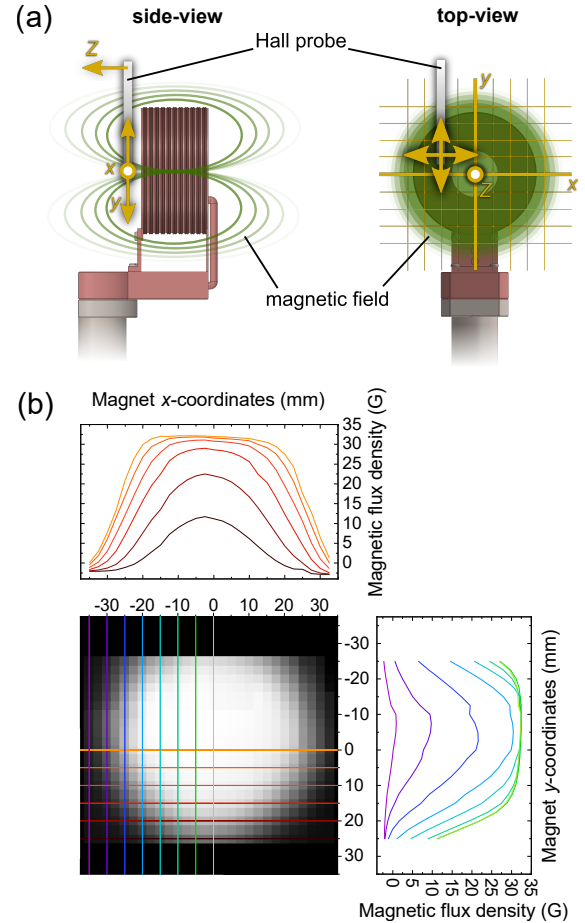 (a)
side-view
top-view
Hall probe
z
x
y
y
x
z
magnetic field
(b)
Magnet x-coordinates (mm)
35
30
25
20
15
10
5
0
Magnetic flux density (G)
-30 -20 -10 0 10 20 30
-30
-20
-10
0
10
20
30
Magnet y-coordinates (mm)
0 5 10 15 20 25 30 35
Magnetic flux density (G)